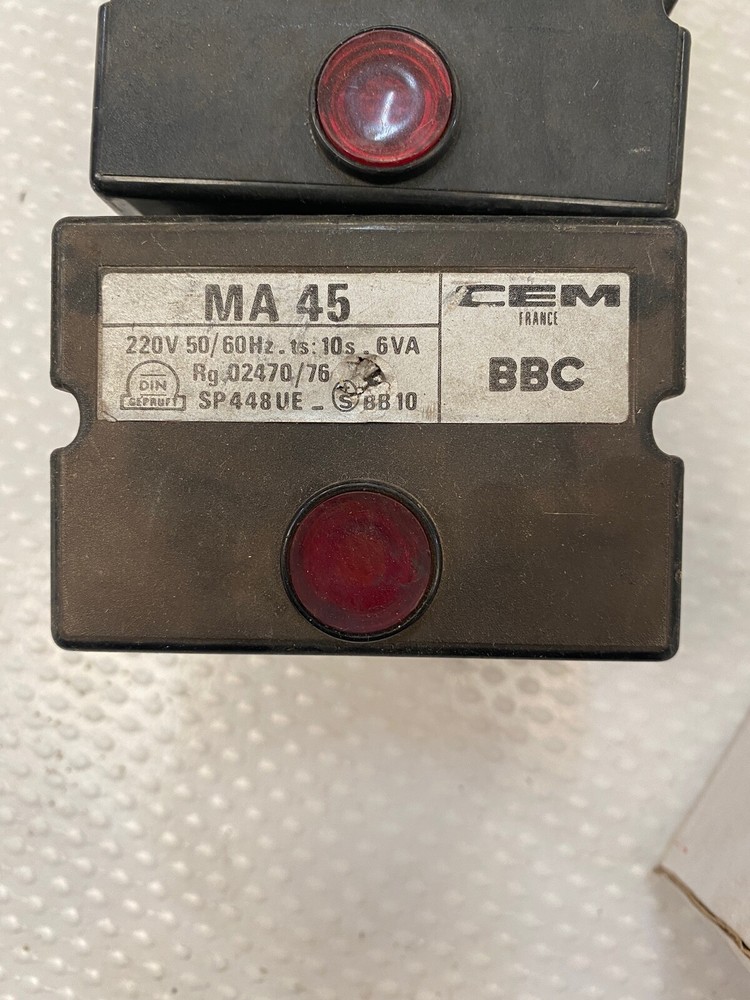 MA 45
220V 50/60Hz. ts: 10s. 6VA
Rg. 02470/76
DIN
GEPRÜFT
SP448UE _ S BB10
CEM
FRANCE
BBC